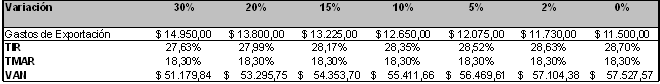 Variación 30% 20% 15% 10% 5% 2% 0%
Gastos de Exportación $ 14.950,00 $ 13.800,00 $ 13.225,00 $ 12.650,00 $ 12.075,00 $ 11.730,00 $ 11.500,00
TIR 27,63% 27,99% 28,17% 28,35% 28,52% 28,63% 28,70%
TMAR 18,30% 18,30% 18,30% 18,30% 18,30% 18,30% 18,30%
VAN $ 51.179,84 $ 53.295,75 $ 54.353,70 $ 55.411,66 $ 56.469,61 $ 57.104,38 $ 57.527,57